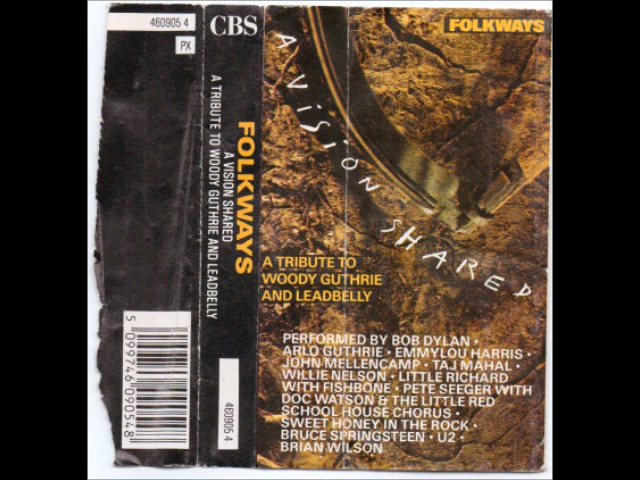 460905 4
PX
5 099746 090548
CBS
FOLKWAYS
A VISION SHARED
A TRIBUTE TO WOODY GUTHRIE AND LEADBELLY
460905 4
FOLKWAYS
A ViSiON SHARED
A TRIBUTE TO
WOODY GUTHRIE
AND LEADBELLY
PERFORMED BY BOB DYLAN •
ARLO GUTHRIE • EMMYLOU HARRIS •
JOHN MELLENCAMP • TAJ MAHAL •
WILLIE NELSON • LITTLE RICHARD
WITH FISHBONE • PETE SEEGER WITH
DOC WATSON & THE LITTLE RED
SCHOOL HOUSE CHORUS •
SWEET HONEY IN THE ROCK •
BRUCE SPRINGSTEEN • U2 •
BRIAN WILSON